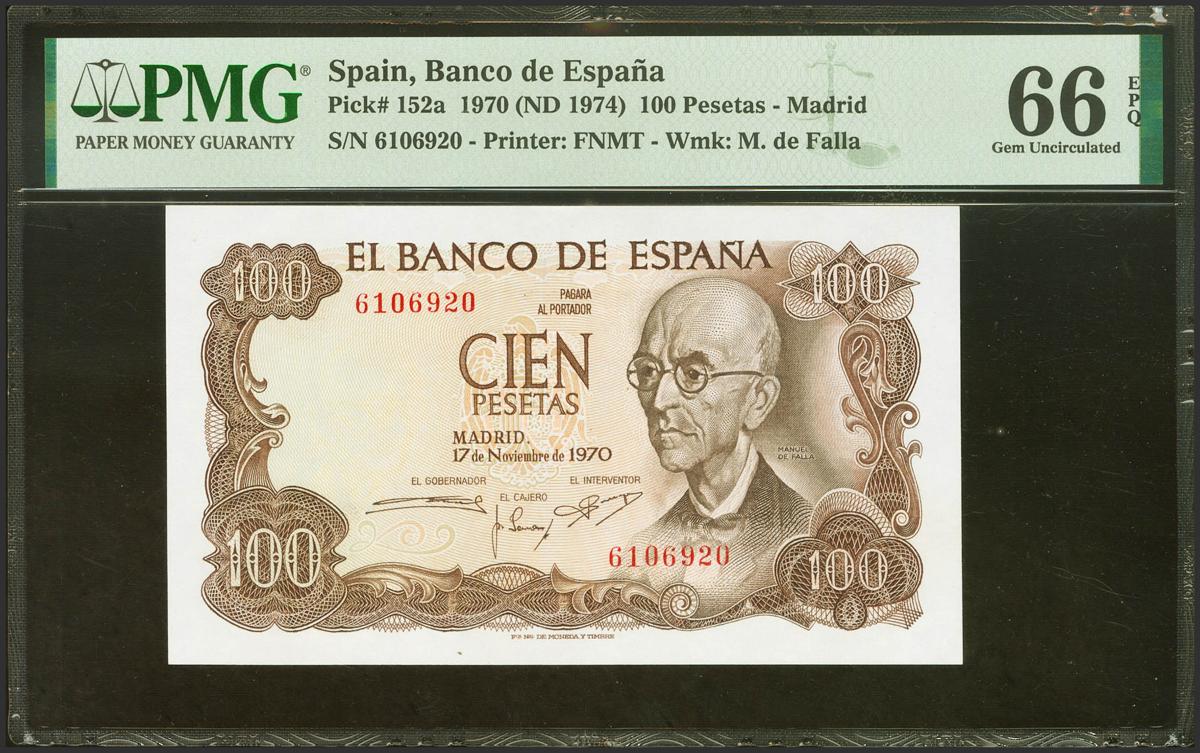 PMG®
PAPER MONEY GUARANTY
Spain, Banco de España
Pick# 152a 1970 (ND 1974) 100 Pesetas - Madrid
S/N 6106920 - Printer: FNMT - Wmk: M. de Falla
66 EPQ
Gem Uncirculated
EL BANCO DE ESPAÑA
100
100
6106920
PAGARA
AL PORTADOR
CIEN
PESETAS
MADRID.
17 de Noviembre de 1970
MANUEL
DE FALLA
EL GOBERNADOR
EL CAJERO
EL INTERVENTOR
6106920
100
100
DE MONEDA Y TIMBRE